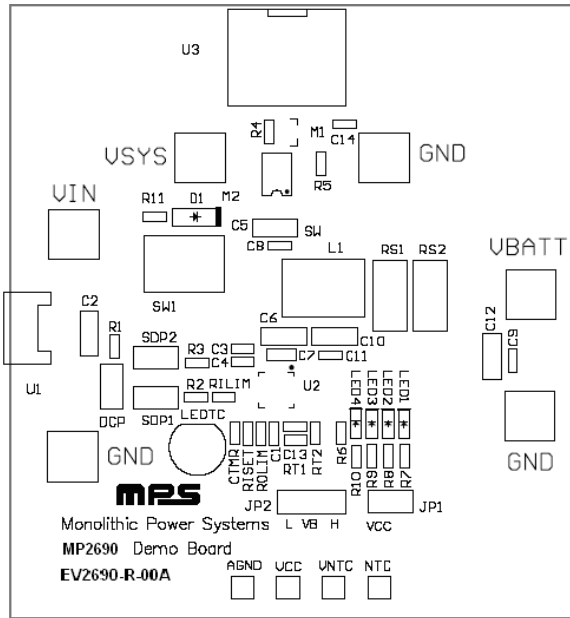 U3
R4
M1
C14
VSYS
GND
R5
VIN
R11
D1
M2
C5
SW
C8
L1
RS1
RS2
VBATT
SW1
C2
R1
SDP2
C6
C10
C12
C9
R3
C3
C4
C7
C11
U1
DCP
SDP1
R2
RILIM
U2
LED4
LED3
LED2
LED1
LEDTC
GND
CTMR
RISET
ROLIM
C1
C13
RT1
RT2
R6
R10
R9
R8
R7
GND
MPS
JP2
L VB H
JP1
VCC
Monolithic Power Systems
MP2690 Demo Board
EV2690-R-00A
AGND
VCC
VNTC
NTC